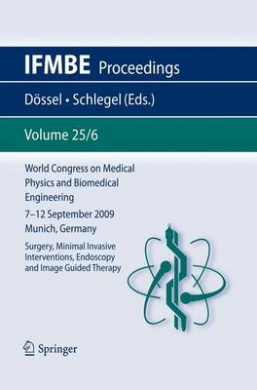 IFMBE Proceedings
Dössel · Schlegel (Eds.)
Volume 25/6
World Congress on Medical
Physics and Biomedical
Engineering
7–12 September 2009
Munich, Germany
Surgery, Minimal Invasive
Interventions, Endoscopy
and Image Guided Therapy
Springer